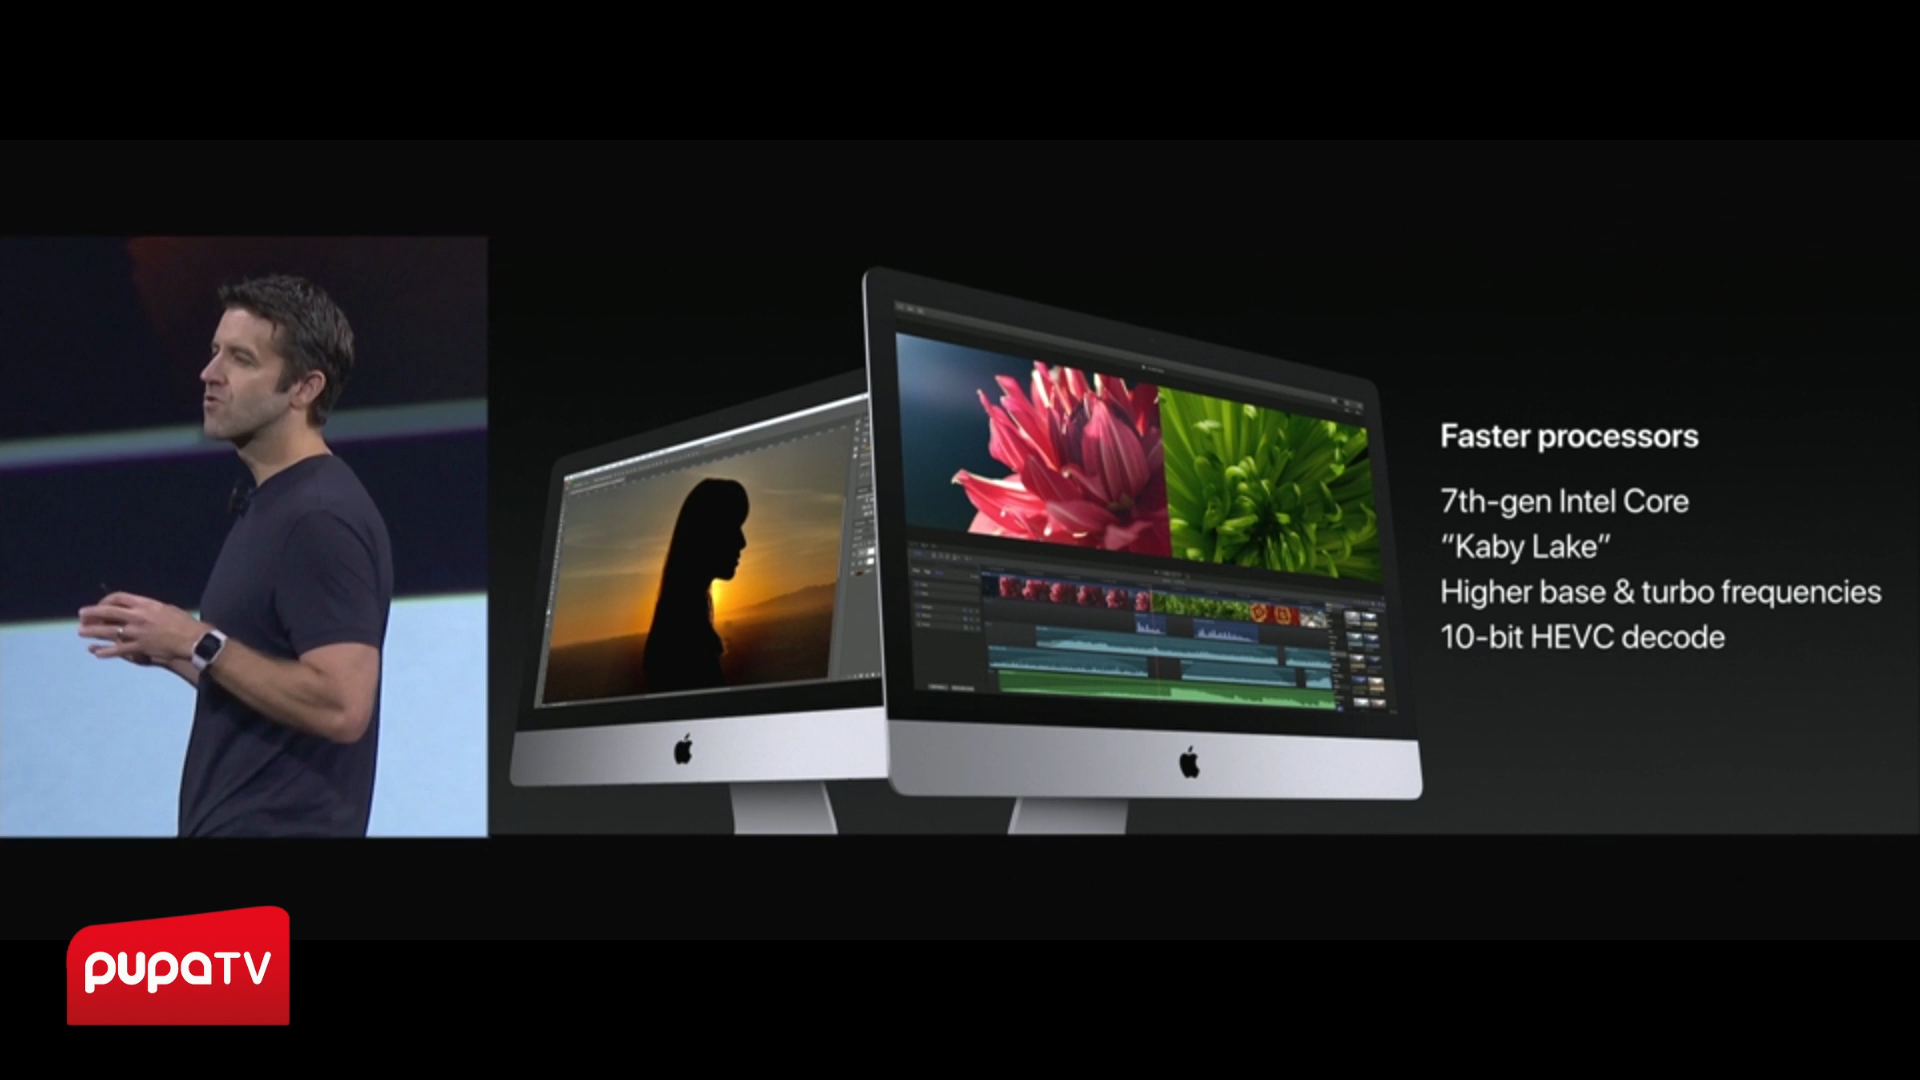 Faster processors
7th-gen Intel Core
“Kaby Lake”
Higher base & turbo frequencies
10-bit HEVC decode
pupaTV